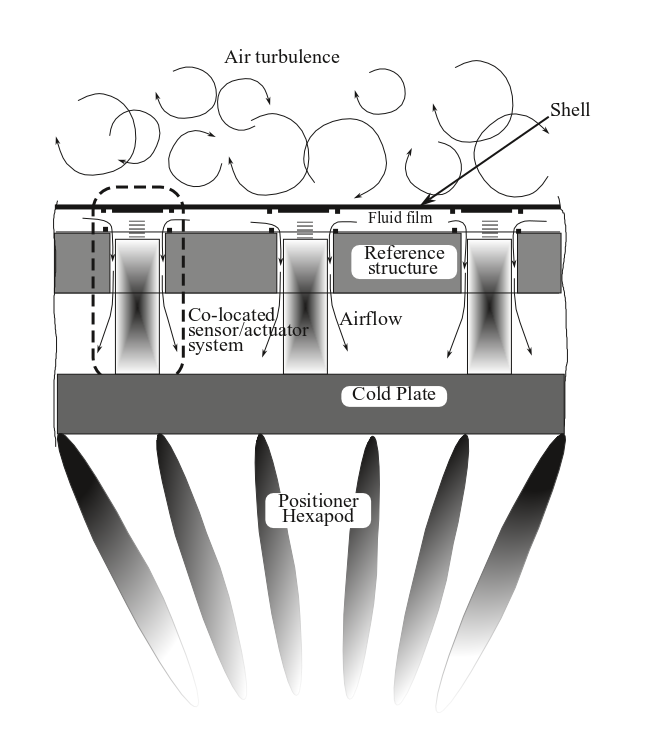 Air turbulence
Shell
Fluid film
Reference
structure
Co-located
sensor/actuator
system
Airflow
Cold Plate
Positioner
Hexapod